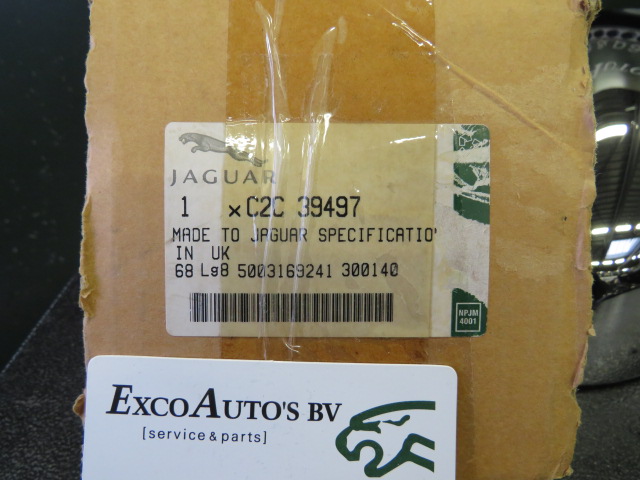 JAGUAR
1 xC2C 39497
MADE TO JAGUAR SPECIFICATIO'
IN UK
68 Lg8 5003169241 300140
NPJM
4001
EXCOAUTO'S BV
[service & parts]